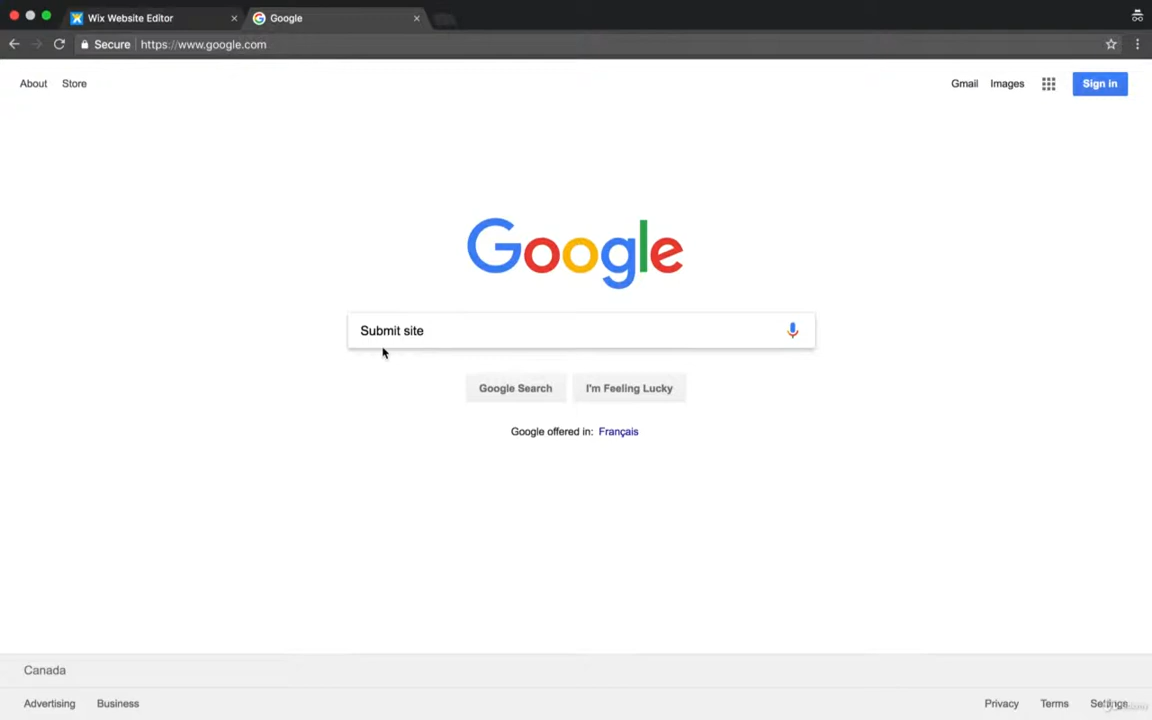 Wix Website Editor
Google
Secure
https://www.google.com
About
Store
Gmail
Images
Sign in
Google
Submit site
Google Search
I'm Feeling Lucky
Google offered in: Français
Canada
Advertising
Business
Privacy
Terms
Settings